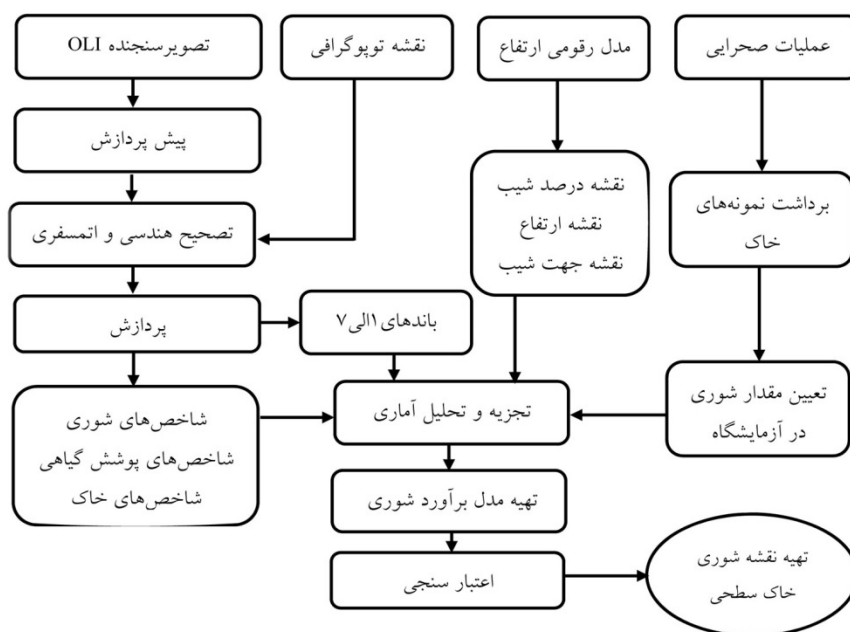 تصویرسنجنده OLI
نقشه توپوگرافی
مدل رقومی ارتفاع
عملیات صحرایی
پیش پردازش
نقشه درصد شیب
نقشه ارتفاع
نقشه جهت شیب
برداشت نمونه‌های
خاک
تصحیح هندسی و اتمسفری
پردازش
باندهای ۱الی۷
شاخص‌های شوری
شاخص‌های پوشش گیاهی
شاخص‌های خاک
تجزیه و تحلیل آماری
تعیین مقدار شوری
در آزمایشگاه
تهیه مدل برآورد شوری
اعتبار سنجی
تهیه نقشه شوری
خاک سطحی